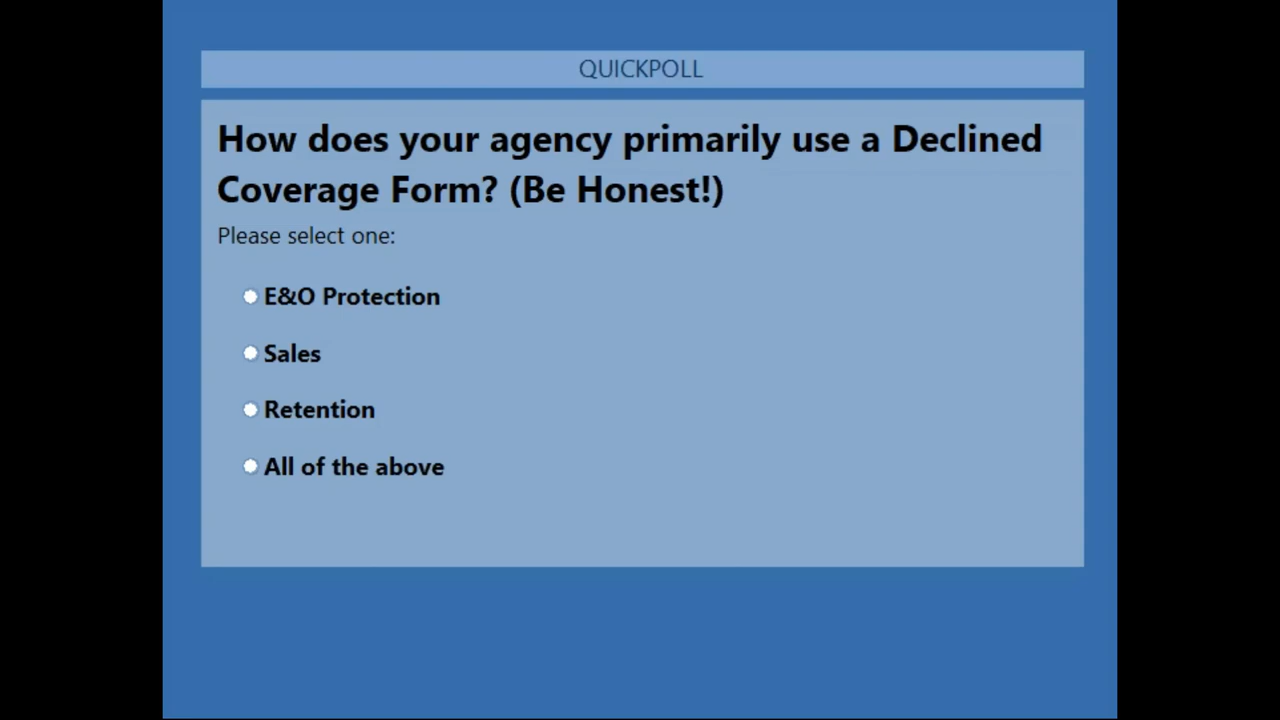 QUICKPOLL
How does your agency primarily use a Declined
Coverage Form? (Be Honest!)
Please select one:
E&O Protection
Sales
Retention
All of the above